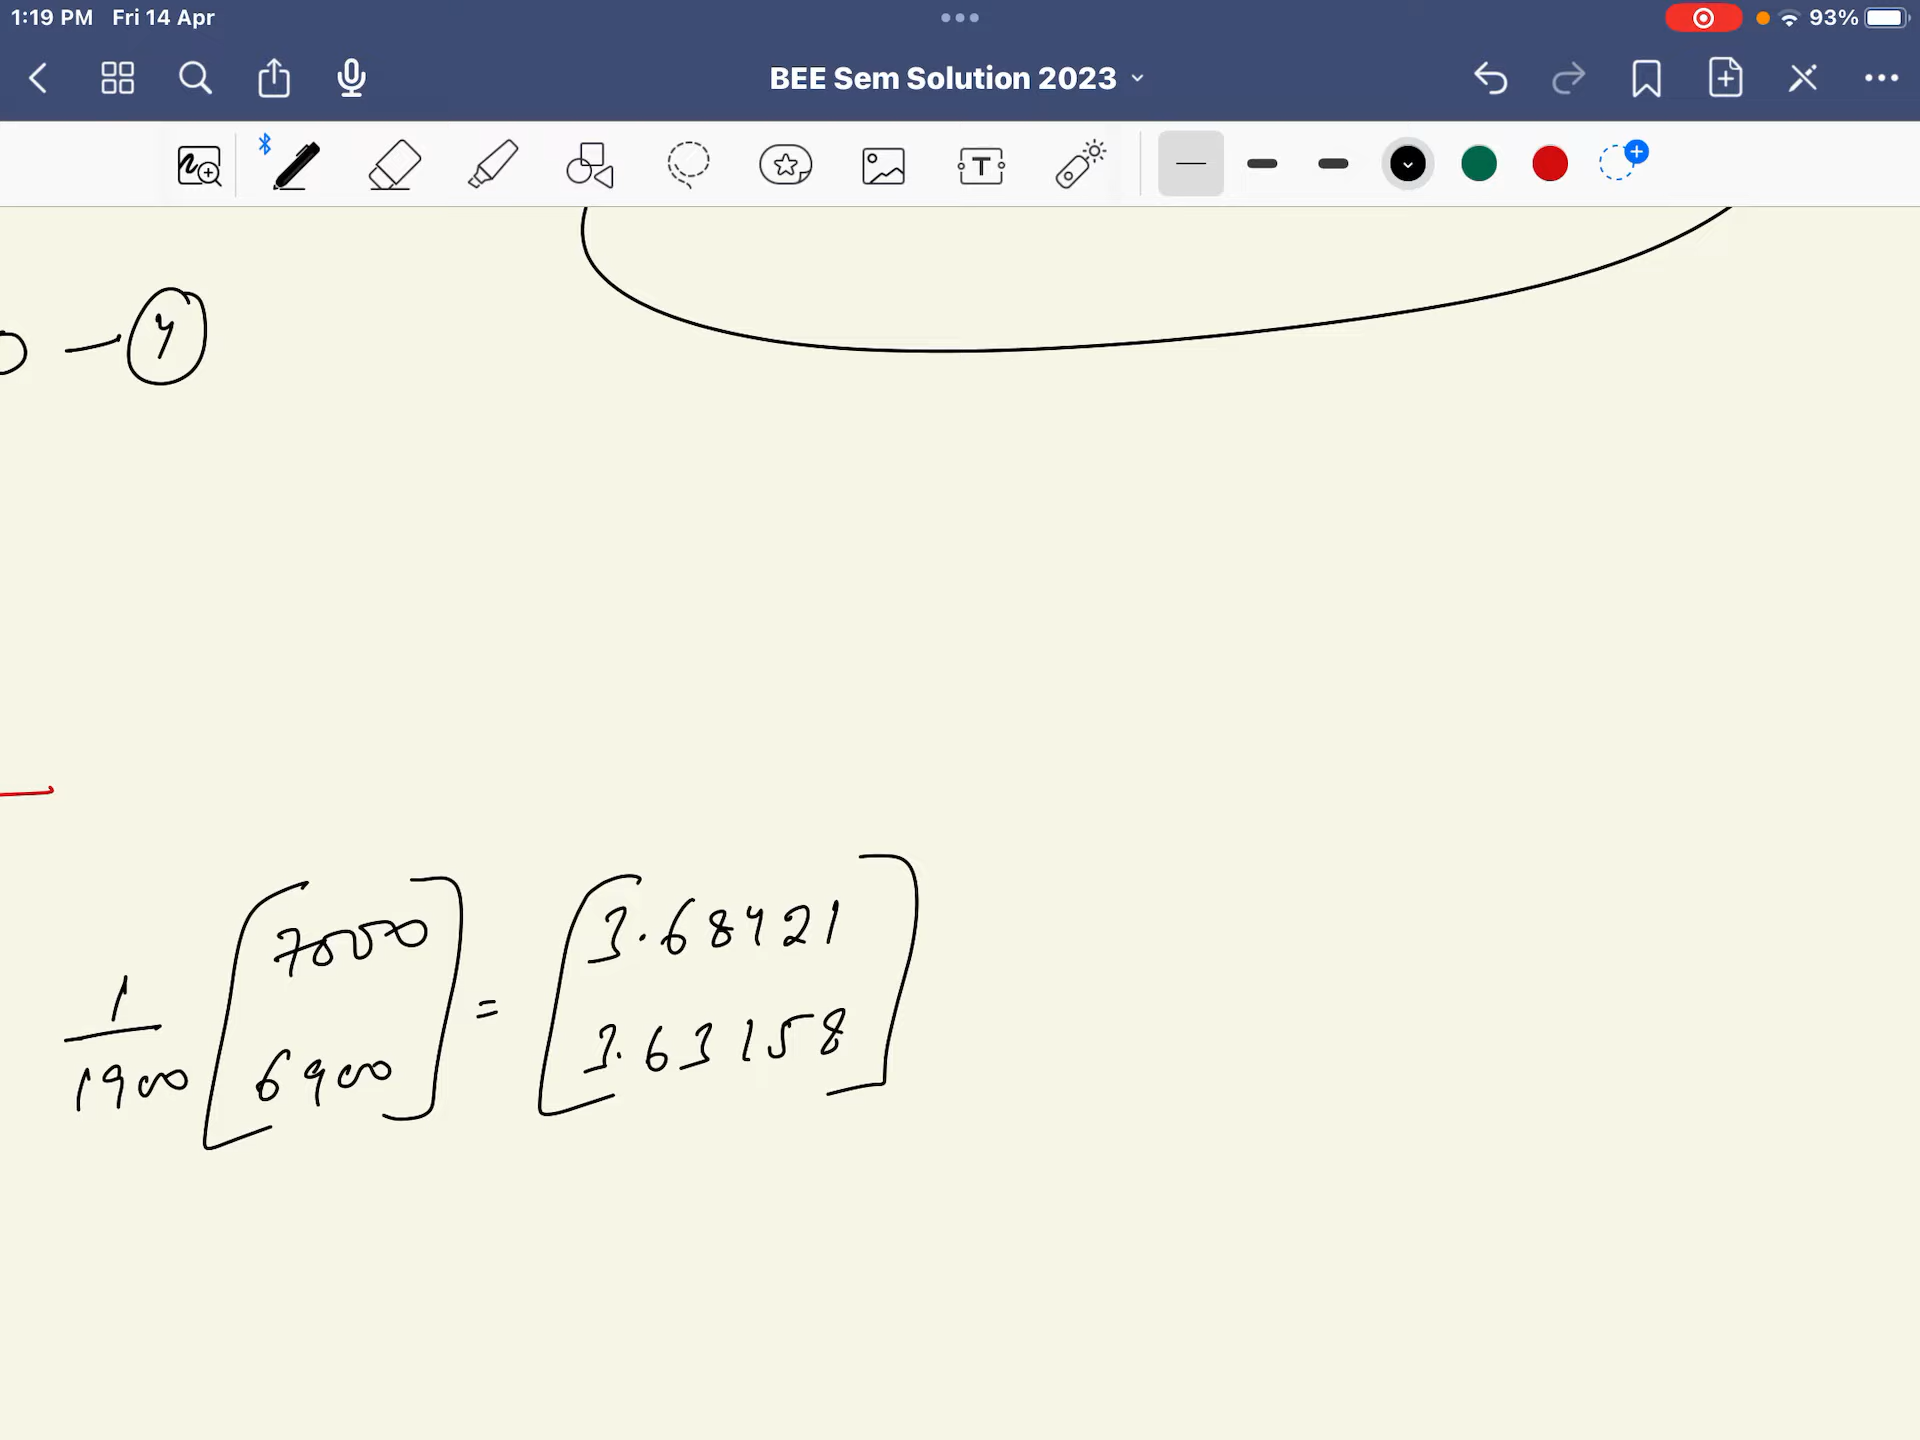 1:19 PM Fri 14 Apr
93%
BEE Sem Solution 2023
T
0 — 4
1/1900 [7000 6900] = [3.68421 3.63158]